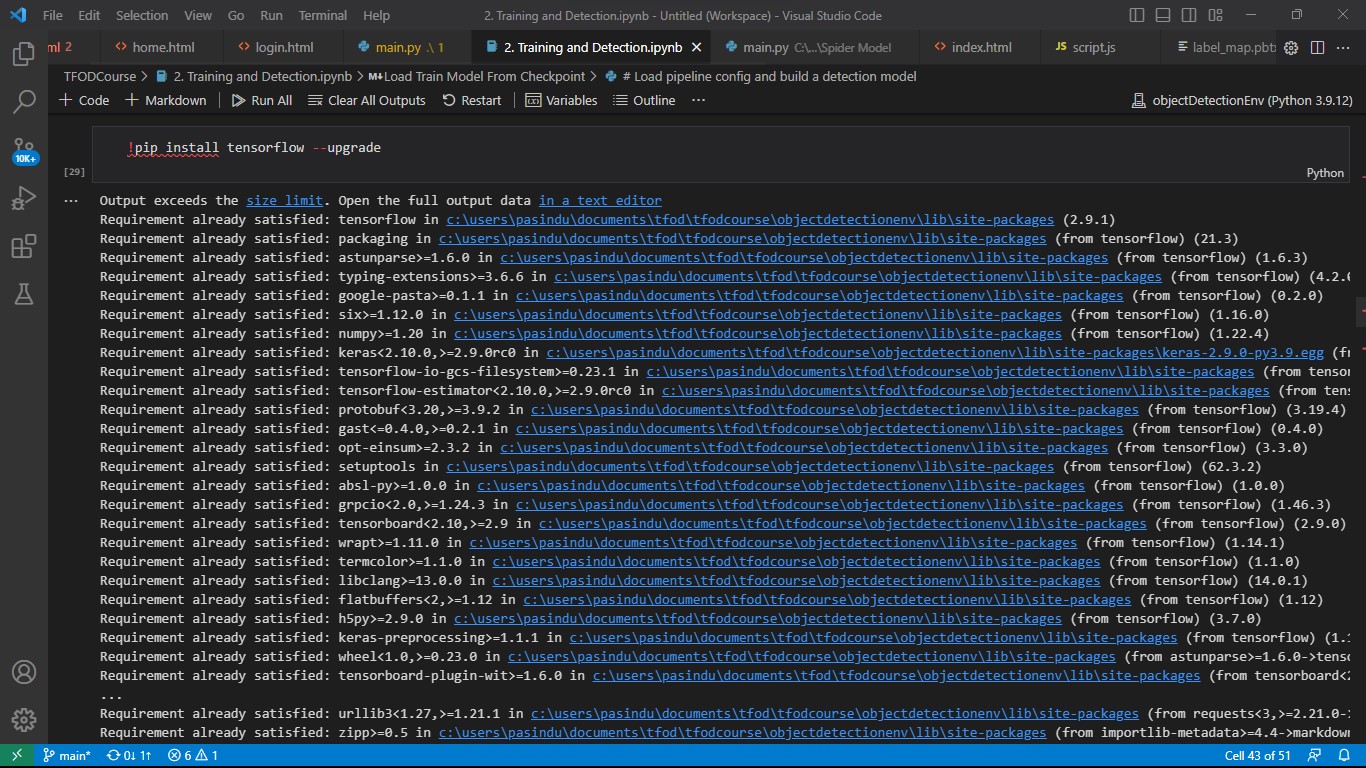 File Edit Selection View Go Run Terminal Help 2. Training and Detection.ipynb - Untitled (Workspace) - Visual Studio Code
ml 2 home.html login.html main.py .\ 1 2. Training and Detection.ipynb main.py C:\...\Spider Model index.html JS script.js label_map.pbt
TFODCourse > 2. Training and Detection.ipynb > M↓Load Train Model From Checkpoint > # Load pipeline config and build a detection model
+ Code + Markdown Run All Clear All Outputs Restart Variables Outline ... objectDetectionEnv (Python 3.9.12)
10K+
!pip install tensorflow --upgrade
[29] Python
... Output exceeds the size limit. Open the full output data in a text editor
Requirement already satisfied: tensorflow in c:\users\pasindu\documents\tfod\tfodcourse\objectdetectionenv\lib\site-packages (2.9.1)
Requirement already satisfied: packaging in c:\users\pasindu\documents\tfod\tfodcourse\objectdetectionenv\lib\site-packages (from tensorflow) (21.3)
Requirement already satisfied: astunparse>=1.6.0 in c:\users\pasindu\documents\tfod\tfodcourse\objectdetectionenv\lib\site-packages (from tensorflow) (1.6.3)
Requirement already satisfied: typing-extensions>=3.6.6 in c:\users\pasindu\documents\tfod\tfodcourse\objectdetectionenv\lib\site-packages (from tensorflow) (4.2.
Requirement already satisfied: google-pasta>=0.1.1 in c:\users\pasindu\documents\tfod\tfodcourse\objectdetectionenv\lib\site-packages (from tensorflow) (0.2.0)
Requirement already satisfied: six>=1.12.0 in c:\users\pasindu\documents\tfod\tfodcourse\objectdetectionenv\lib\site-packages (from tensorflow) (1.16.0)
Requirement already satisfied: numpy>=1.20 in c:\users\pasindu\documents\tfod\tfodcourse\objectdetectionenv\lib\site-packages (from tensorflow) (1.22.4)
Requirement already satisfied: keras<2.10.0,>=2.9.0rc0 in c:\users\pasindu\documents\tfod\tfodcourse\objectdetectionenv\lib\site-packages\keras-2.9.0-py3.9.egg (fr
Requirement already satisfied: tensorflow-io-gcs-filesystem>=0.23.1 in c:\users\pasindu\documents\tfod\tfodcourse\objectdetectionenv\lib\site-packages (from tensor
Requirement already satisfied: tensorflow-estimator<2.10.0,>=2.9.0rc0 in c:\users\pasindu\documents\tfod\tfodcourse\objectdetectionenv\lib\site-packages (from tens
Requirement already satisfied: protobuf<3.20,>=3.9.2 in c:\users\pasindu\documents\tfod\tfodcourse\objectdetectionenv\lib\site-packages (from tensorflow) (3.19.4)
Requirement already satisfied: gast<=0.4.0,>=0.2.1 in c:\users\pasindu\documents\tfod\tfodcourse\objectdetectionenv\lib\site-packages (from tensorflow) (0.4.0)
Requirement already satisfied: opt-einsum>=2.3.2 in c:\users\pasindu\documents\tfod\tfodcourse\objectdetectionenv\lib\site-packages (from tensorflow) (3.3.0)
Requirement already satisfied: setuptools in c:\users\pasindu\documents\tfod\tfodcourse\objectdetectionenv\lib\site-packages (from tensorflow) (62.3.2)
Requirement already satisfied: absl-py>=1.0.0 in c:\users\pasindu\documents\tfod\tfodcourse\objectdetectionenv\lib\site-packages (from tensorflow) (1.0.0)
Requirement already satisfied: grpcio<2.0,>=1.24.3 in c:\users\pasindu\documents\tfod\tfodcourse\objectdetectionenv\lib\site-packages (from tensorflow) (1.46.3)
Requirement already satisfied: tensorboard<2.10,>=2.9 in c:\users\pasindu\documents\tfod\tfodcourse\objectdetectionenv\lib\site-packages (from tensorflow) (2.9.0)
Requirement already satisfied: wrapt>=1.11.0 in c:\users\pasindu\documents\tfod\tfodcourse\objectdetectionenv\lib\site-packages (from tensorflow) (1.14.1)
Requirement already satisfied: termcolor>=1.1.0 in c:\users\pasindu\documents\tfod\tfodcourse\objectdetectionenv\lib\site-packages (from tensorflow) (1.1.0)
Requirement already satisfied: libclang>=13.0.0 in c:\users\pasindu\documents\tfod\tfodcourse\objectdetectionenv\lib\site-packages (from tensorflow) (14.0.1)
Requirement already satisfied: flatbuffers<2,>=1.12 in c:\users\pasindu\documents\tfod\tfodcourse\objectdetectionenv\lib\site-packages (from tensorflow) (1.12)
Requirement already satisfied: h5py>=2.9.0 in c:\users\pasindu\documents\tfod\tfodcourse\objectdetectionenv\lib\site-packages (from tensorflow) (3.7.0)
Requirement already satisfied: keras-preprocessing>=1.1.1 in c:\users\pasindu\documents\tfod\tfodcourse\objectdetectionenv\lib\site-packages (from tensorflow) (1.1
Requirement already satisfied: wheel<1.0,>=0.23.0 in c:\users\pasindu\documents\tfod\tfodcourse\objectdetectionenv\lib\site-packages (from astunparse>=1.6.0->tenso
Requirement already satisfied: tensorboard-plugin-wit>=1.6.0 in c:\users\pasindu\documents\tfod\tfodcourse\objectdetectionenv\lib\site-packages (from tensorboard<2
...
Requirement already satisfied: urllib3<1.27,>=1.21.1 in c:\users\pasindu\documents\tfod\tfodcourse\objectdetectionenv\lib\site-packages (from requests<3,>=2.21.0-
Requirement already satisfied: zipp>=0.5 in c:\users\pasindu\documents\tfod\tfodcourse\objectdetectionenv\lib\site-packages (from importlib-metadata>=4.4->markdown
main* 0↓ 1↑ 6 1 Cell 43 of 51